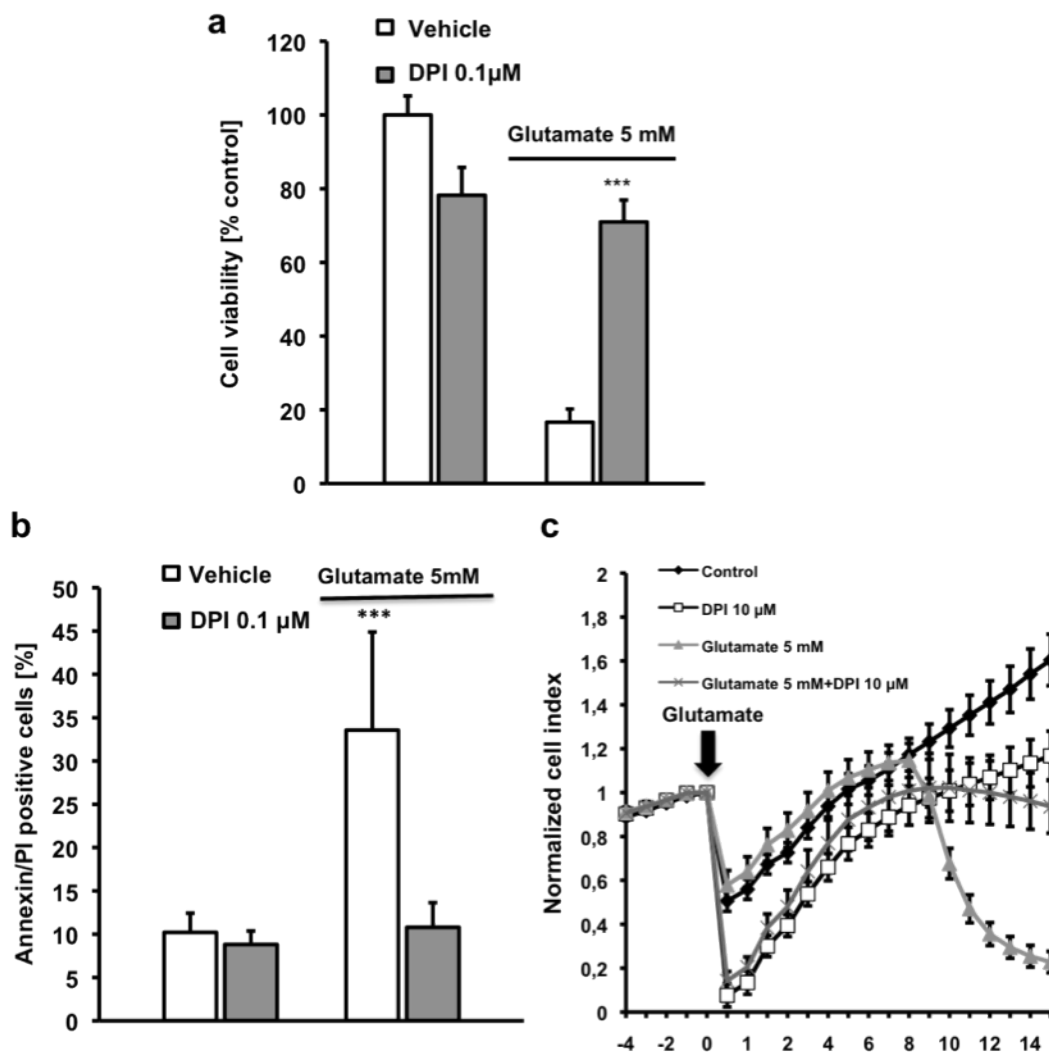 a
Vehicle
DPI 0.1µM
Glutamate 5 mM
***
Cell viability [% control]
120
100
80
60
40
20
0
b
Vehicle
DPI 0.1 µM
Glutamate 5mM
***
Annexin/PI positive cells [%]
50
45
40
35
30
25
20
15
10
5
0
c
Control
DPI 10 µM
Glutamate 5 mM
Glutamate 5 mM+DPI 10 µM
Glutamate
Normalized cell index
2
1,8
1,6
1,4
1,2
1
0,8
0,6
0,4
0,2
0
-4 -2 0 1 2 4 6 8 10 12 14